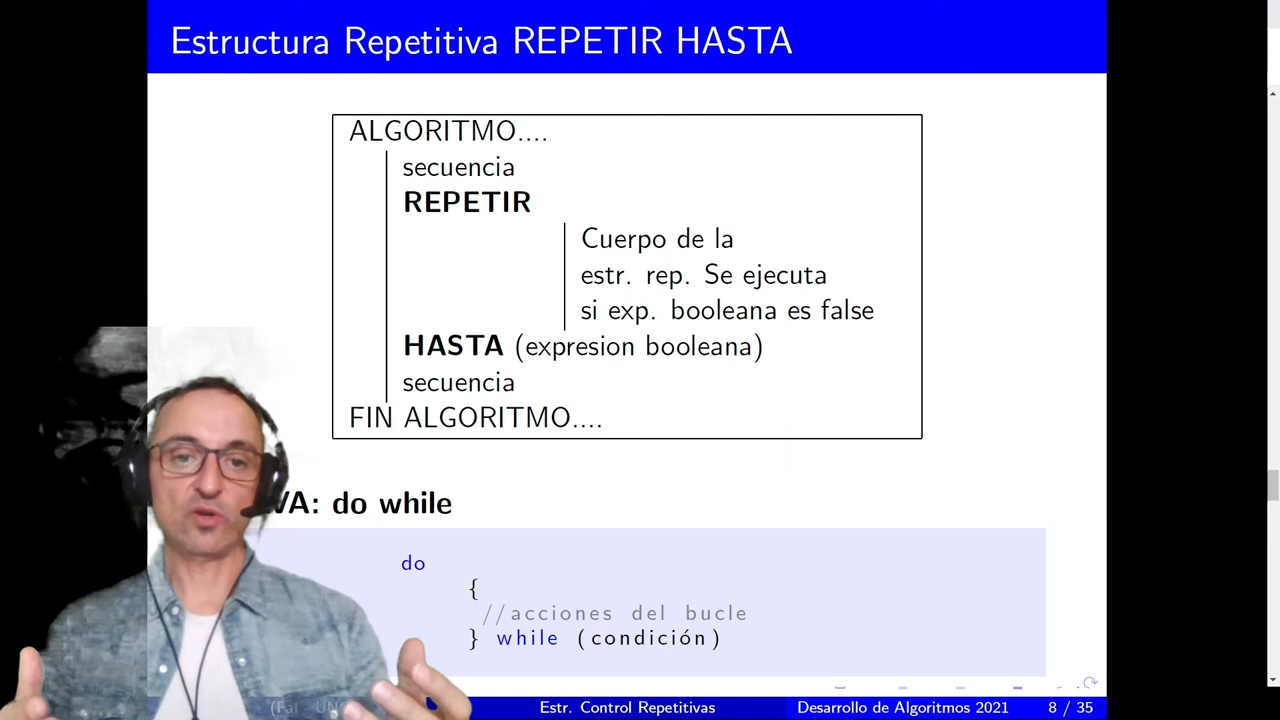 Estructura Repetitiva REPETIR HASTA
ALGORITMO....
secuencia
REPETIR
Cuerpo de la
estr. rep. Se ejecuta
si exp. booleana es false
HASTA (expresion booleana)
secuencia
FIN ALGORITMO....
VA: do while
do
{
//acciones del bucle
} while (condición)
Estr. Control Repetitivas
Desarrollo de Algoritmos 2021
8 / 35